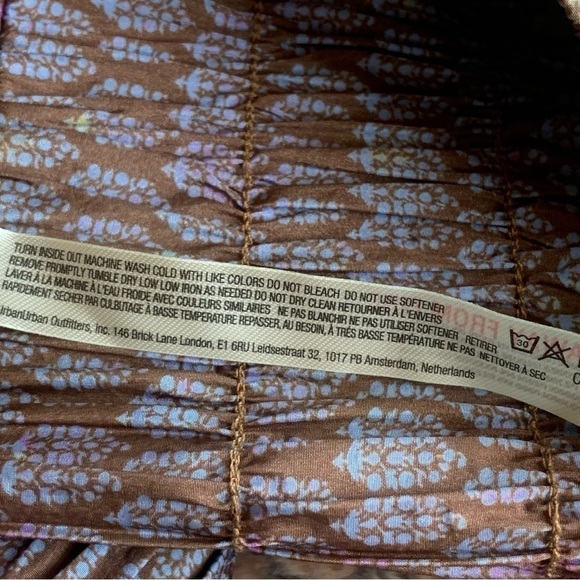 TURN INSIDE OUT MACHINE WASH COLD WITH LIKE COLORS DO NOT BLEACH DO NOT USE SOFTENER
REMOVE PROMPTLY TUMBLE DRY LOW LOW IRON AS NEEDED DO NOT DRY CLEAN RETOURNER À L'ENVERS
LAVER À LA MACHINE À L'EAU FROIDE AVEC COULEURS SIMILAIRES NE PAS BLANCHIR NE PAS UTILISER SOFTENER RETIRER
RAPIDEMENT SECHER PAR CULBUTAGE À BASSE TEMPÉRATURE REPASSER, AU BESOIN, À TRÈS BASSE TEMPÉRATURE NE PAS NETTOYER À SEC
UrbanUrban Outfitters, Inc. 146 Brick Lane London, E1 6RU Leidsestraat 32, 1017 PB Amsterdam, Netherlands
30